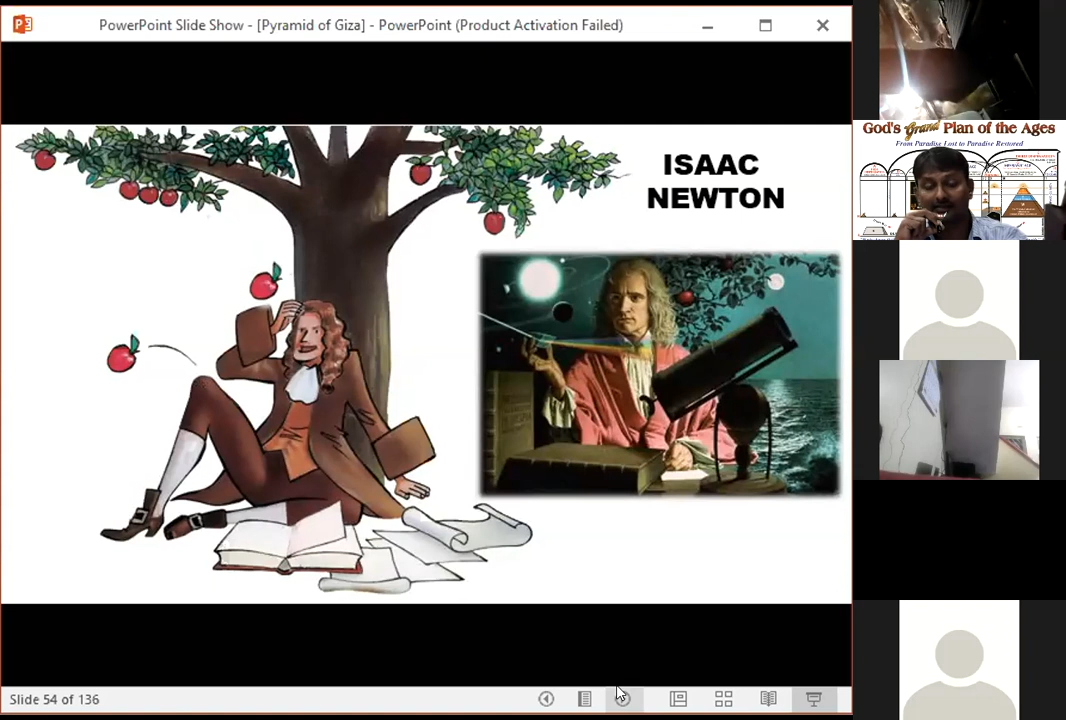 PowerPoint Slide Show - [Pyramid of Giza] - PowerPoint (Product Activation Failed)
ISAAC
NEWTON
God's Grand Plan of the Ages
From Paradise Lost to Paradise Restored
Slide 54 of 136